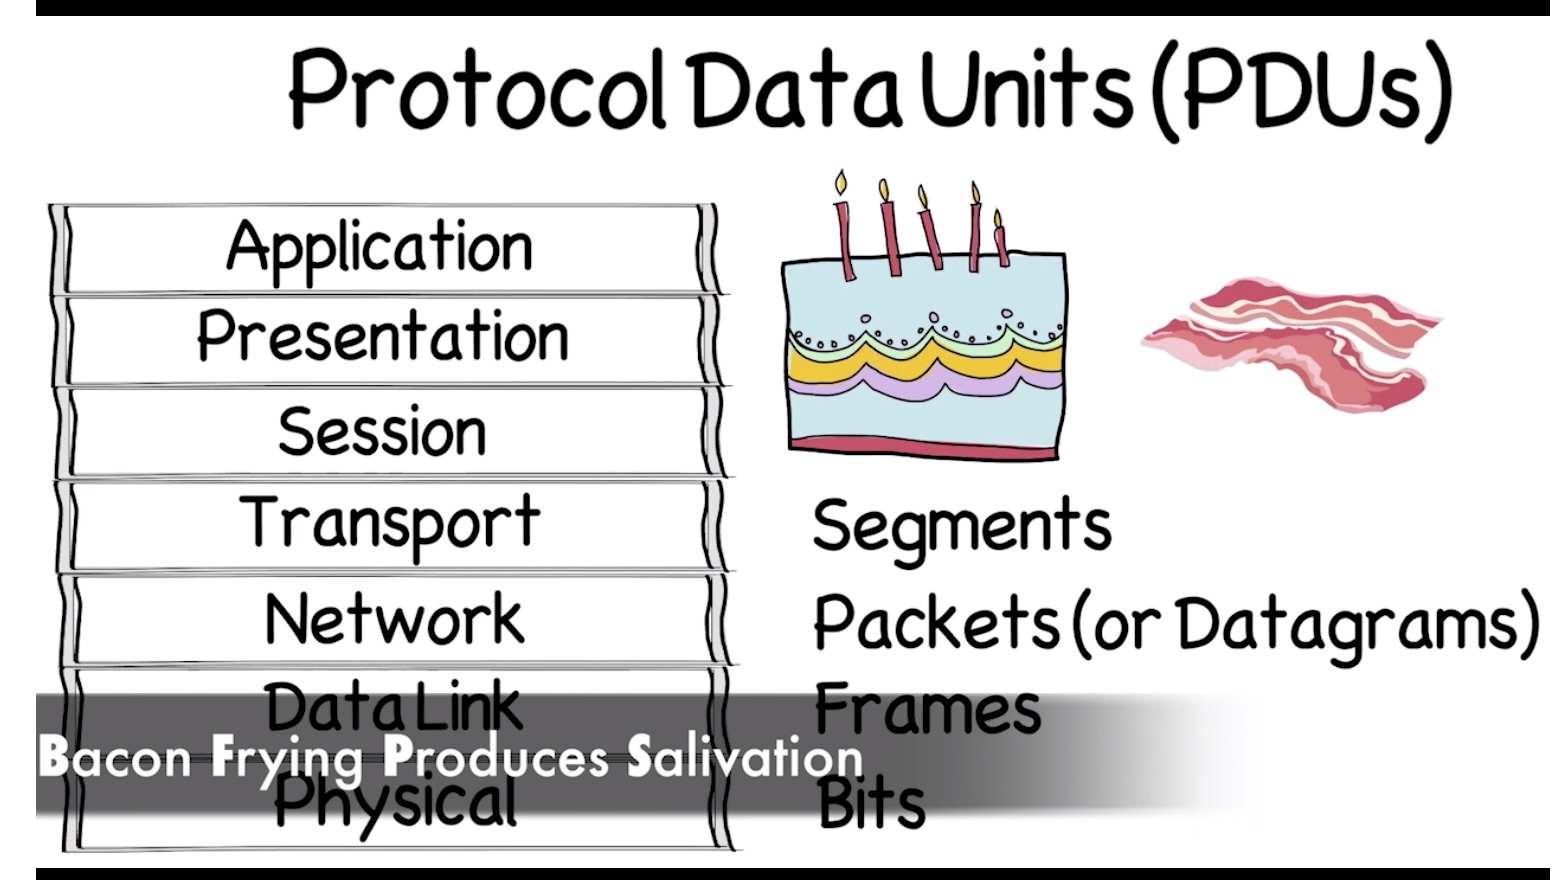 Protocol Data Units (PDUs)
Application
Presentation
Session
Transport
Segments
Network
Packets (or Datagrams)
Data Link
Frames
Bacon Frying Produces Salivation
Physical
Bits